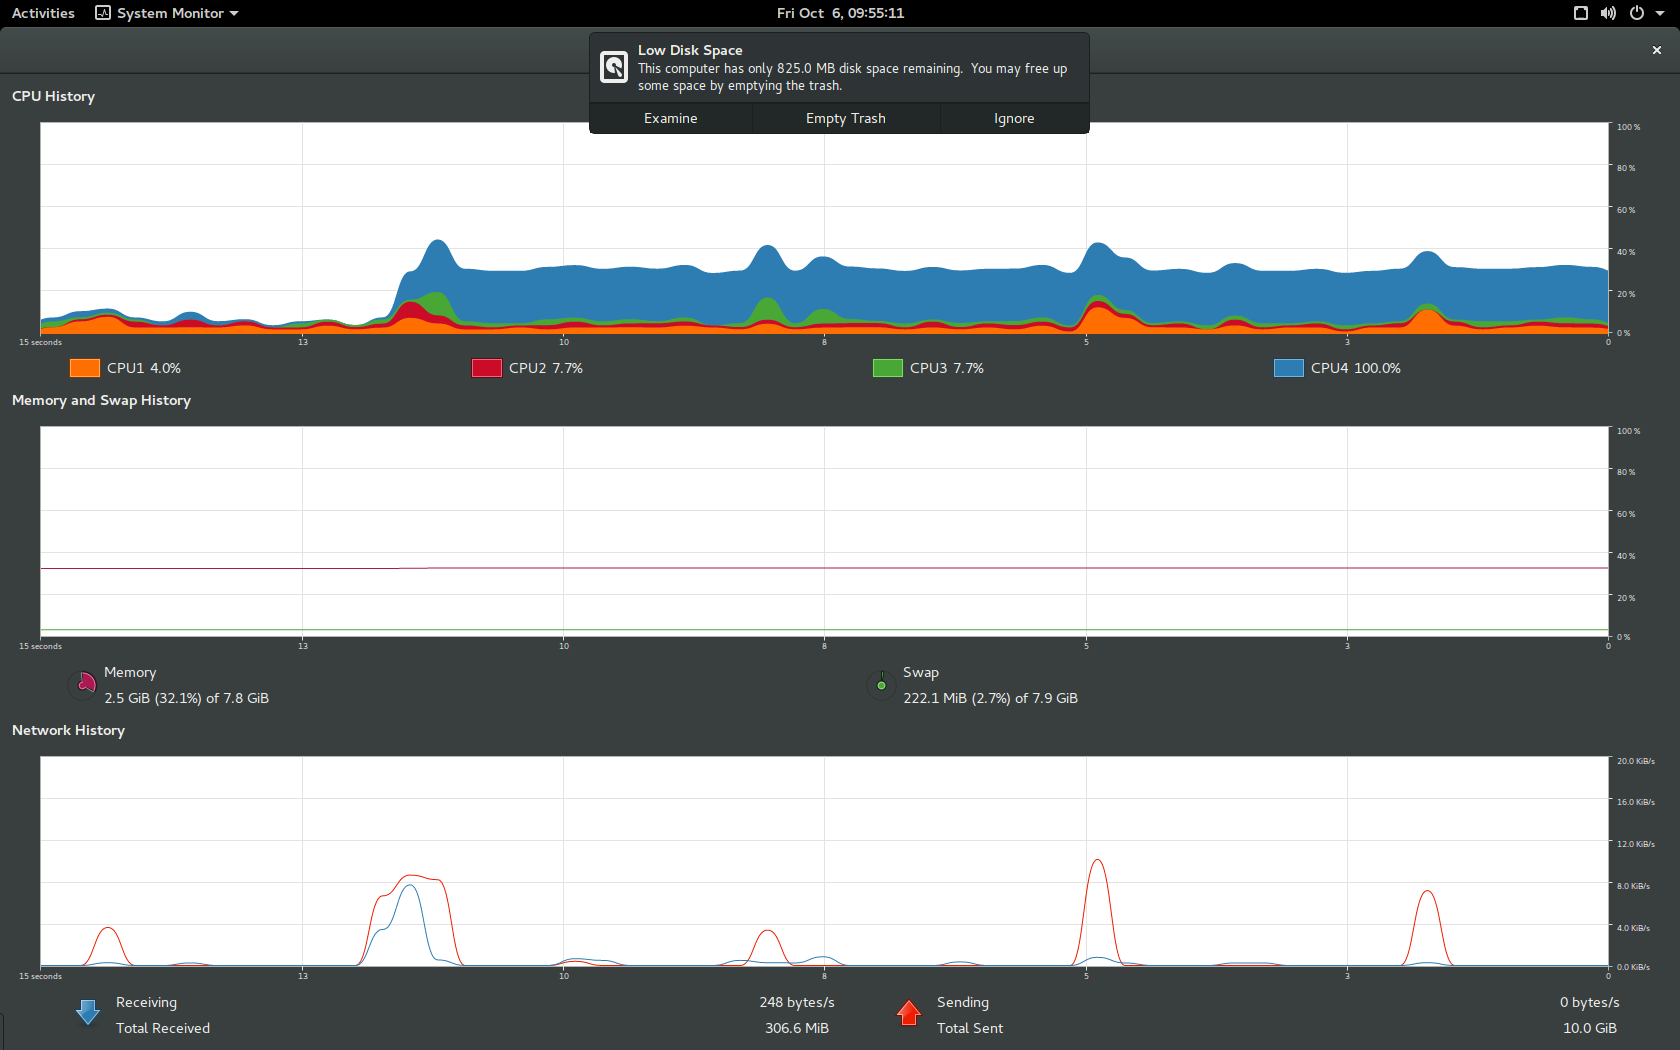 Activities System Monitor Fri Oct 6, 09:55:11
Low Disk Space
This computer has only 825.0 MB disk space remaining. You may free up
some space by emptying the trash.
Examine Empty Trash Ignore
CPU History
100 %
80 %
60 %
40 %
20 %
0 %
15 seconds 13 10 8 5 3 0
CPU1 4.0% CPU2 7.7% CPU3 7.7% CPU4 100.0%
Memory and Swap History
100 %
80 %
60 %
40 %
20 %
0 %
15 seconds 13 10 8 5 3 0
Memory
2.5 GiB (32.1%) of 7.8 GiB
Swap
222.1 MiB (2.7%) of 7.9 GiB
Network History
20.0 KiB/s
16.0 KiB/s
12.0 KiB/s
8.0 KiB/s
4.0 KiB/s
0.0 KiB/s
15 seconds 13 10 8 5 3 0
Receiving 248 bytes/s
Total Received 306.6 MiB
Sending 0 bytes/s
Total Sent 10.0 GiB